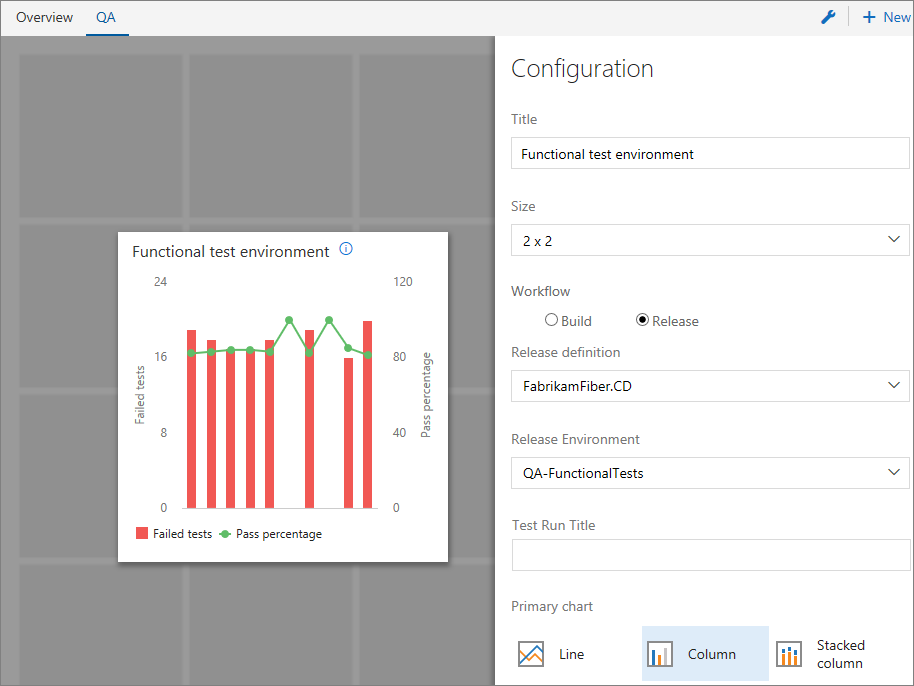 Overview QA New
Configuration
Title
Functional test environment
Size
2 x 2
Workflow
Build Release
Release definition
FabrikamFiber.CD
Release Environment
QA-FunctionalTests
Test Run Title
Primary chart
Line Column Stacked
column
Functional test environment
24 120
16 80
8 40
0 0
Failed tests
Pass percentage
Failed tests Pass percentage